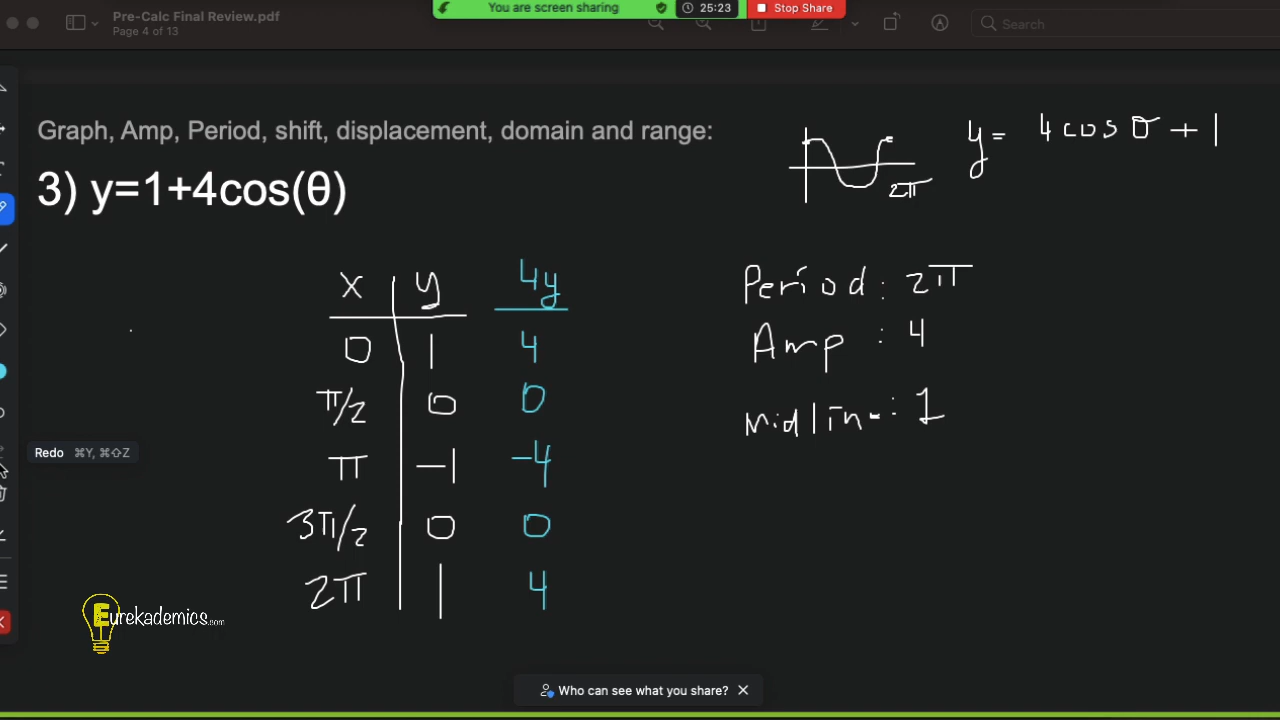 Pre-Calc Final Review.pdf
Page 4 of 13
You are screen sharing
25:23
Stop Share
Search
Graph, Amp, Period, shift, displacement, domain and range:
3) y=1+4cos(θ)
2π
y= 4cosθ+1
x y 4y
0 1 4
π/2 0 0
π -1 -4
3π/2 0 0
2π 1 4
Period: 2π
Amp: 4
midline: 1
Redo ⌘Y, ⌘⇧Z
Eurekademics.com
Who can see what you share?